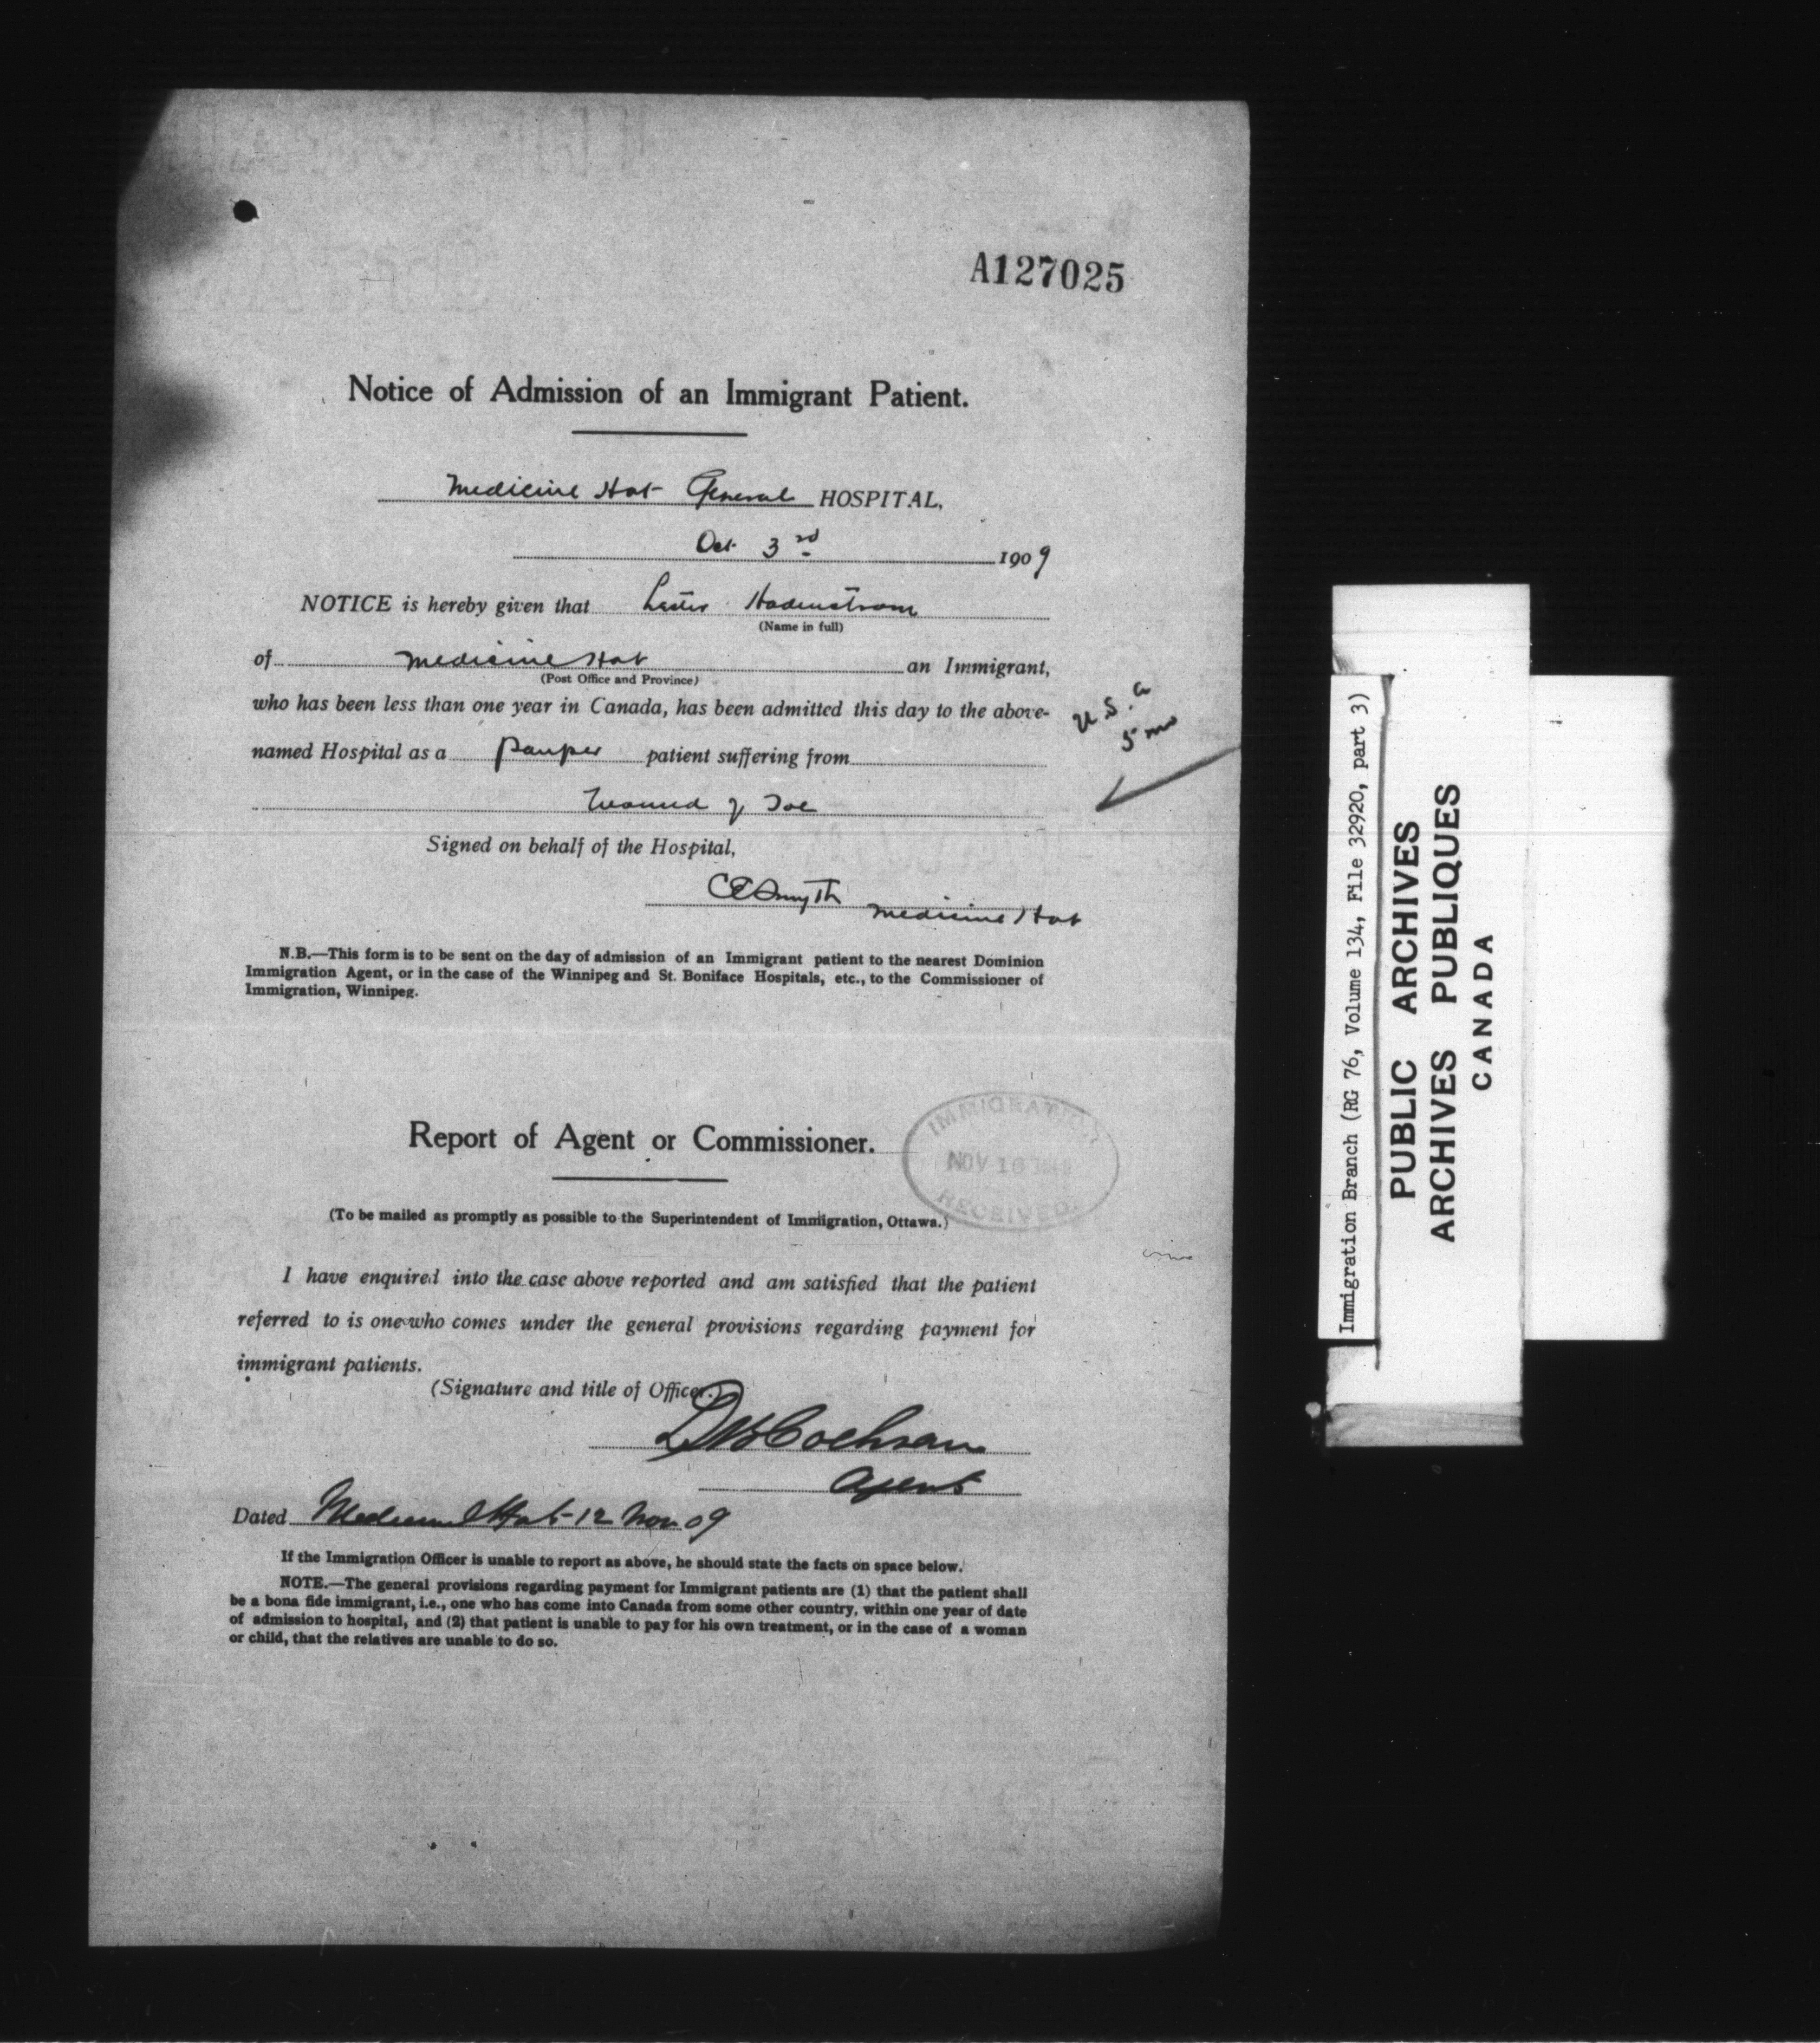 A127025
Notice of Admission of an Immigrant Patient.
Medicine Hat General HOSPITAL,
Oct 3rd 1909
NOTICE is hereby given that Lester Hadenstrom
(Name in full)
of Medicine Hat an Immigrant,
(Post Office and Province)
who has been less than one year in Canada, has been admitted this day to the above-
named Hospital as a pauper patient suffering from
Wound of Toe
U.S.a
5 mo
Signed on behalf of the Hospital,
CESmyth Medicine Hat
N.B.—This form is to be sent on the day of admission of an Immigrant patient to the nearest Dominion
Immigration Agent, or in the case of the Winnipeg and St. Boniface Hospitals, etc., to the Commissioner of
Immigration, Winnipeg.
Report of Agent or Commissioner.
IMMIGRATION
NOV 16
RECEIVED
(To be mailed as promptly as possible to the Superintendent of Immigration, Ottawa.)
I have enquired into the case above reported and am satisfied that the patient
referred to is one who comes under the general provisions regarding payment for
immigrant patients.
(Signature and title of Officer.)
Cochran
Agent
Dated Medicine Hat 12 Nov 09
If the Immigration Officer is unable to report as above, he should state the facts on space below.
NOTE.—The general provisions regarding payment for Immigrant patients are (1) that the patient shall
be a bona fide immigrant, i.e., one who has come into Canada from some other country, within one year of date
of admission to hospital, and (2) that patient is unable to pay for his own treatment, or in the case of a woman
or child, that the relatives are unable to do so.
Immigration Branch (RG 76, Volume 134, File 32920, part 3)
PUBLIC ARCHIVES
ARCHIVES PUBLIQUES
CANADA